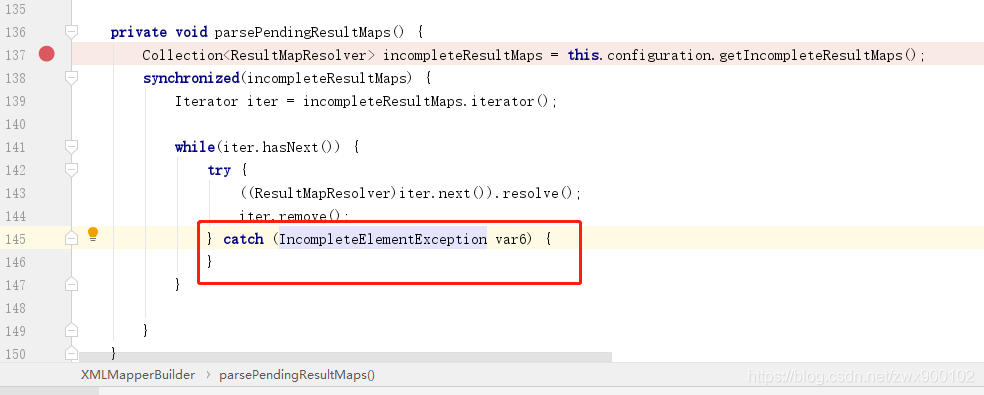 135
136 private void parsePendingResultMaps() {
137 Collection<ResultMapResolver> incompleteResultMaps = this.configuration.getIncompleteResultMaps();
138 synchronized(incompleteResultMaps) {
139 Iterator iter = incompleteResultMaps.iterator();
140
141 while(iter.hasNext()) {
142 try {
143 ((ResultMapResolver)iter.next()).resolve();
144 iter.remove();
145 } catch (IncompleteElementException var6) {
146 }
147 }
148
149 }
150 }
XMLMapperBuilder › parsePendingResultMaps()
https://blog.csdn.net/zwx900102